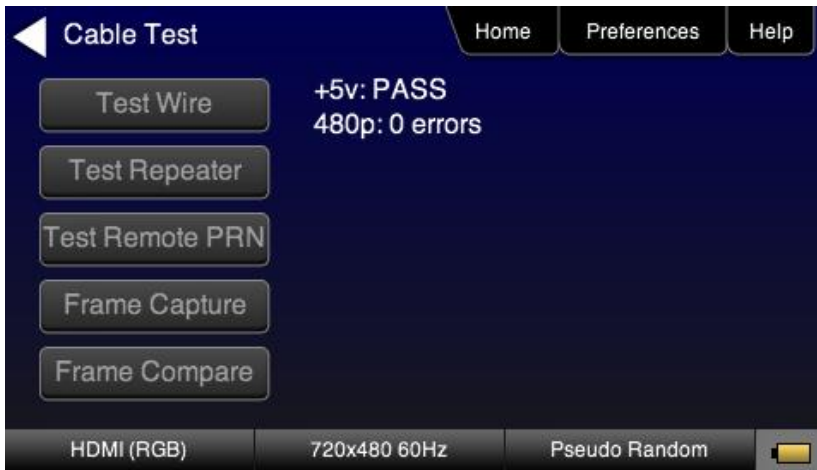 Cable Test
Home
Preferences
Help
Test Wire
+5v: PASS
480p: 0 errors
Test Repeater
Test Remote PRN
Frame Capture
Frame Compare
HDMI (RGB)
720x480 60Hz
Pseudo Random